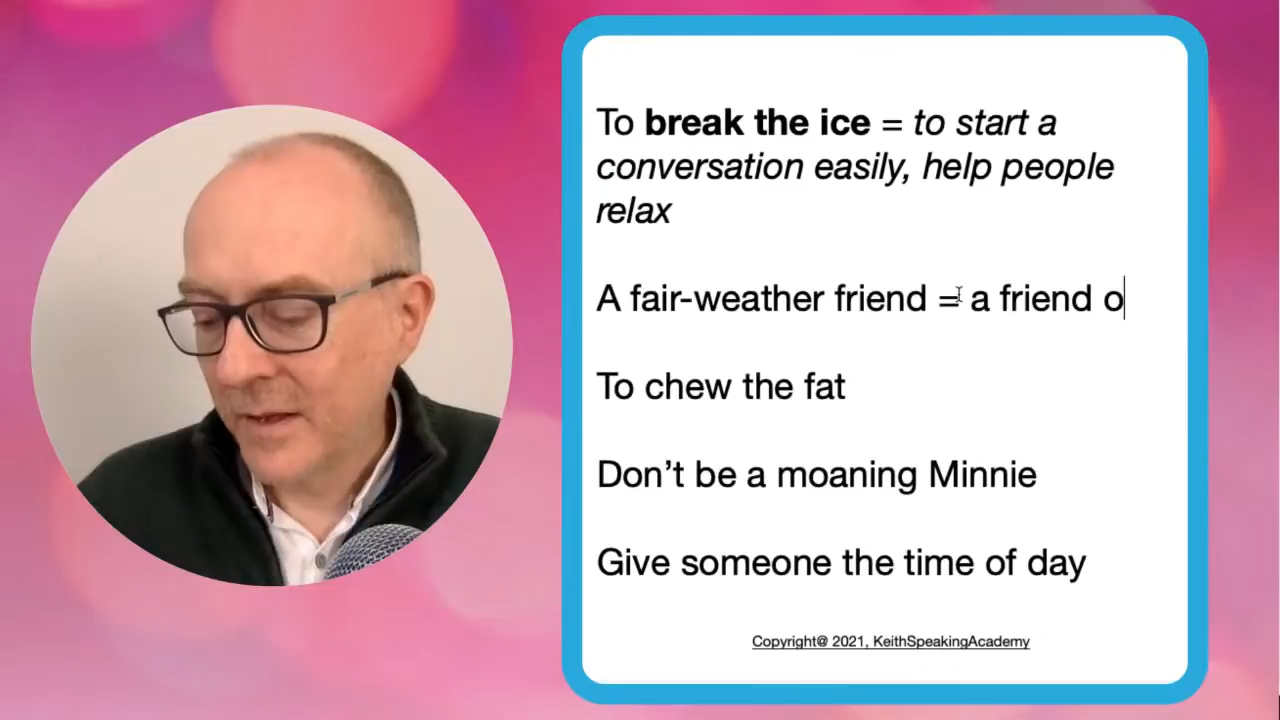 To break the ice = to start a
conversation easily, help people
relax
A fair-weather friend = a friend o
To chew the fat
Don’t be a moaning Minnie
Give someone the time of day
Copyright@ 2021, KeithSpeakingAcademy